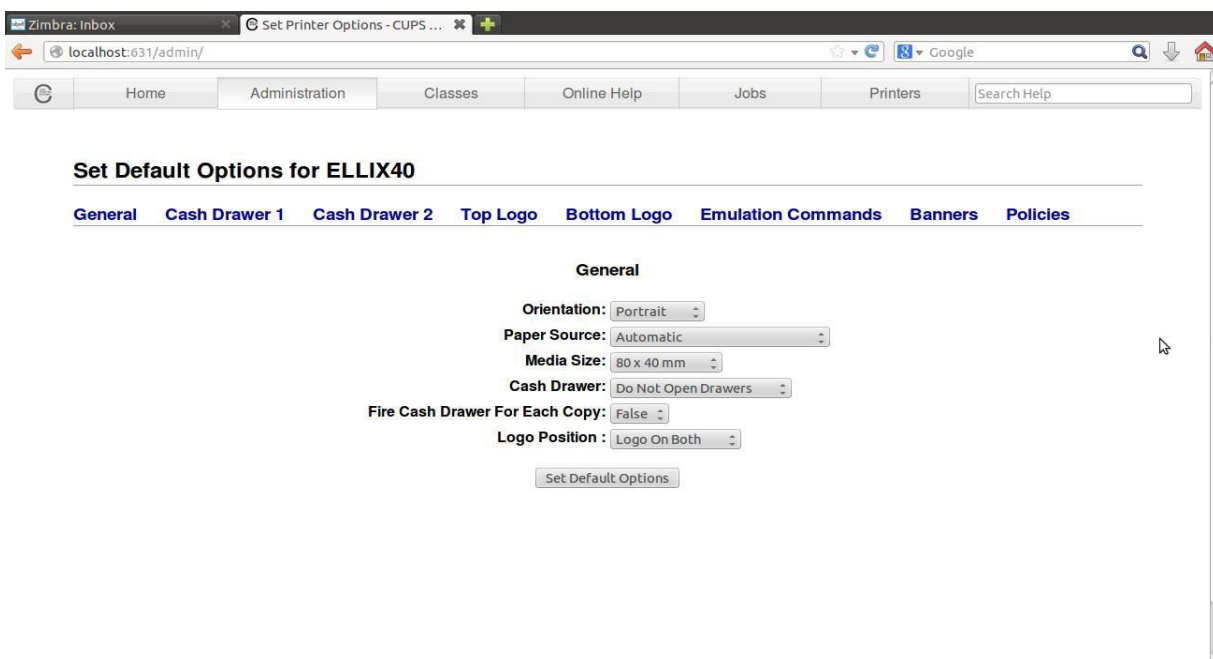 Zimbra: Inbox
Set Printer Options - CUPS ...
localhost:631/admin/
Google
Home
Administration
Classes
Online Help
Jobs
Printers
Search Help
Set Default Options for ELLIX40
General Cash Drawer 1 Cash Drawer 2 Top Logo Bottom Logo Emulation Commands Banners Policies
General
Orientation: Portrait
Paper Source: Automatic
Media Size: 80 x 40 mm
Cash Drawer: Do Not Open Drawers
Fire Cash Drawer For Each Copy: False
Logo Position : Logo On Both
Set Default Options